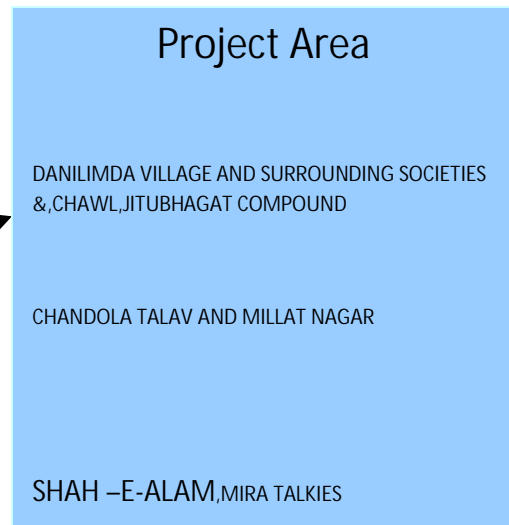 Project Area
DANILIMDA VILLAGE AND SURROUNDING SOCIETIES
&,CHAWL,JITUBHAGAT COMPOUND
CHANDOLA TALAV AND MILLAT NAGAR
SHAH –E-ALAM,MIRA TALKIES